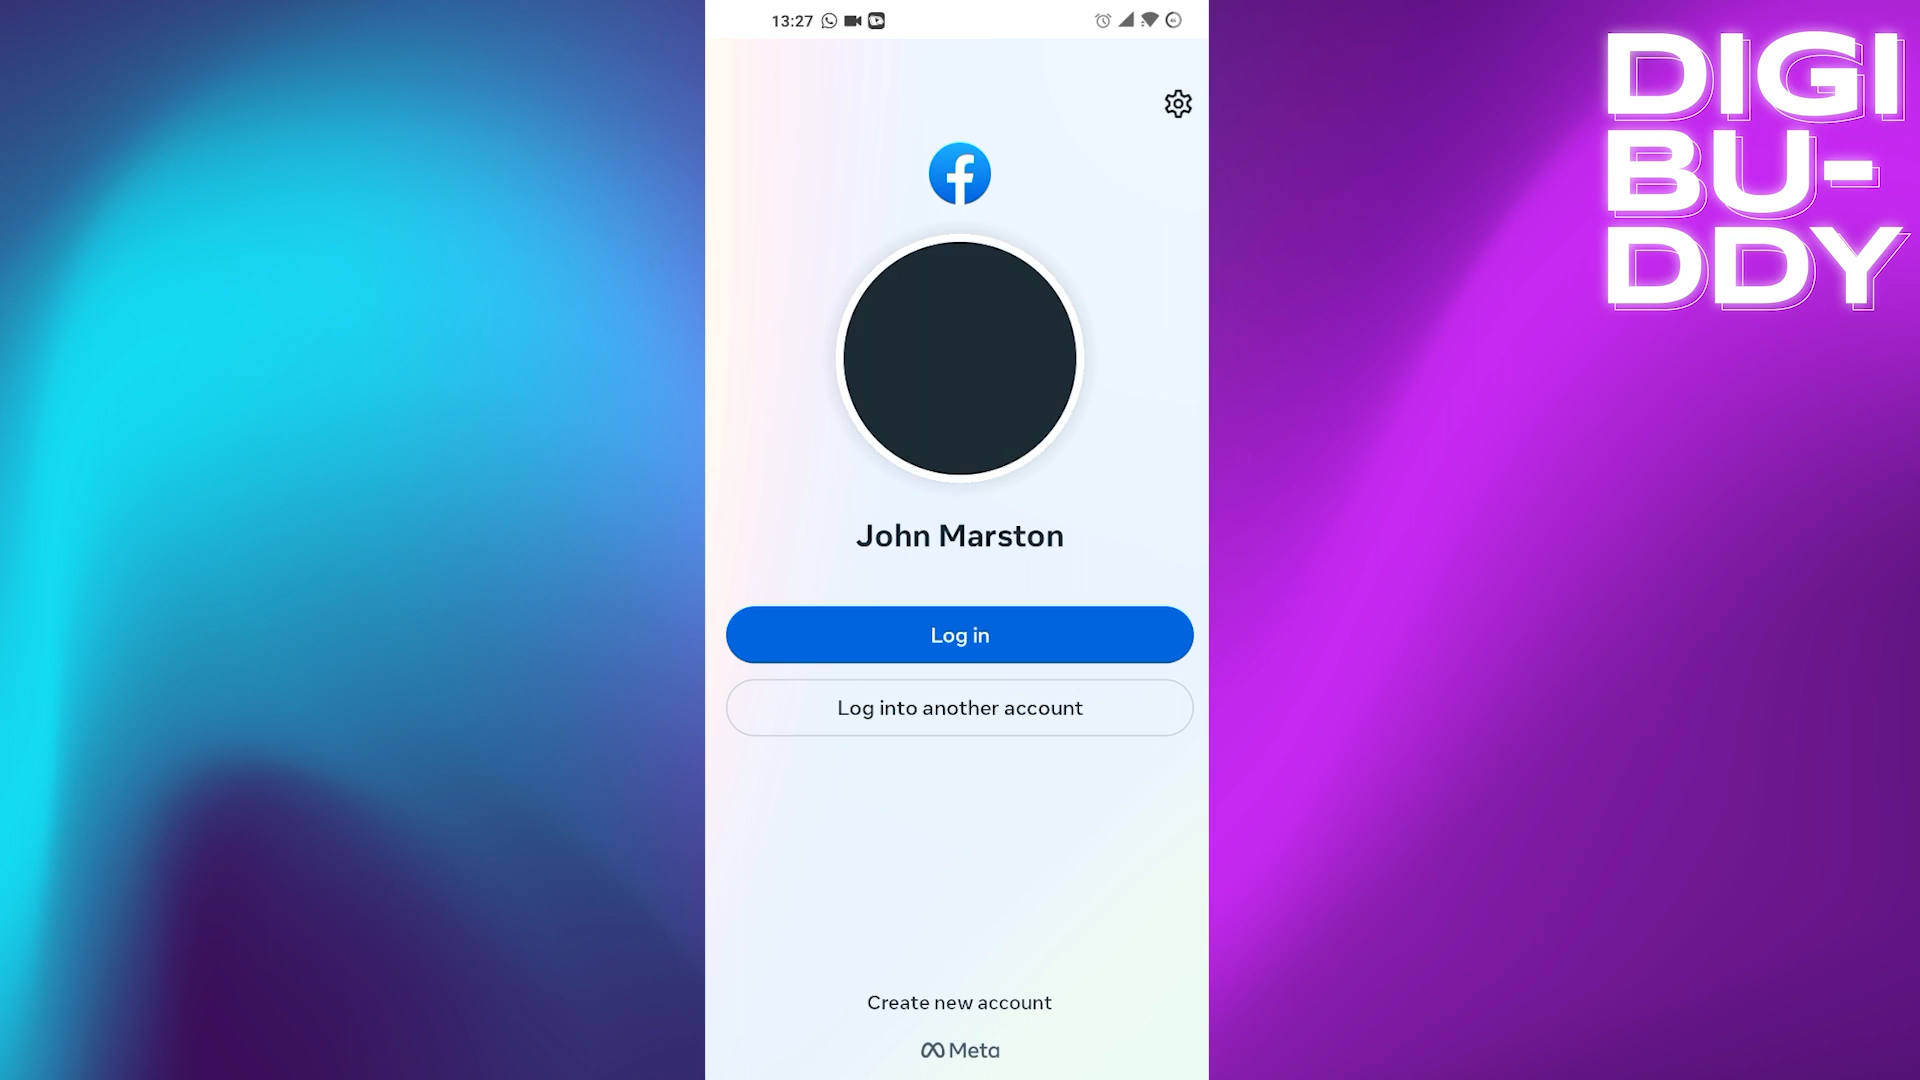 13:27
DIGI
BU-
DDY
John Marston
Log in
Log into another account
Create new account
Meta